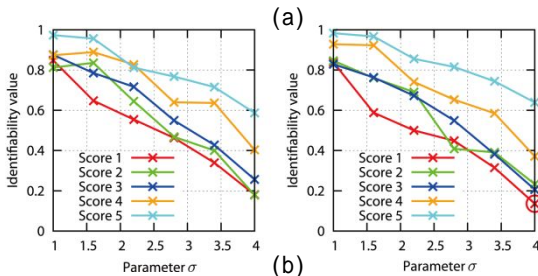 (a)
1
0.8
0.6
0.4
0.2
0
Identifiability value
Score 1
Score 2
Score 3
Score 4
Score 5
1 1.5 2 2.5 3 3.5 4
Parameter σ
1
0.8
0.6
0.4
0.2
0
Identifiability value
Score 1
Score 2
Score 3
Score 4
Score 5
1 1.5 2 2.5 3 3.5 4
Parameter σ
(b)